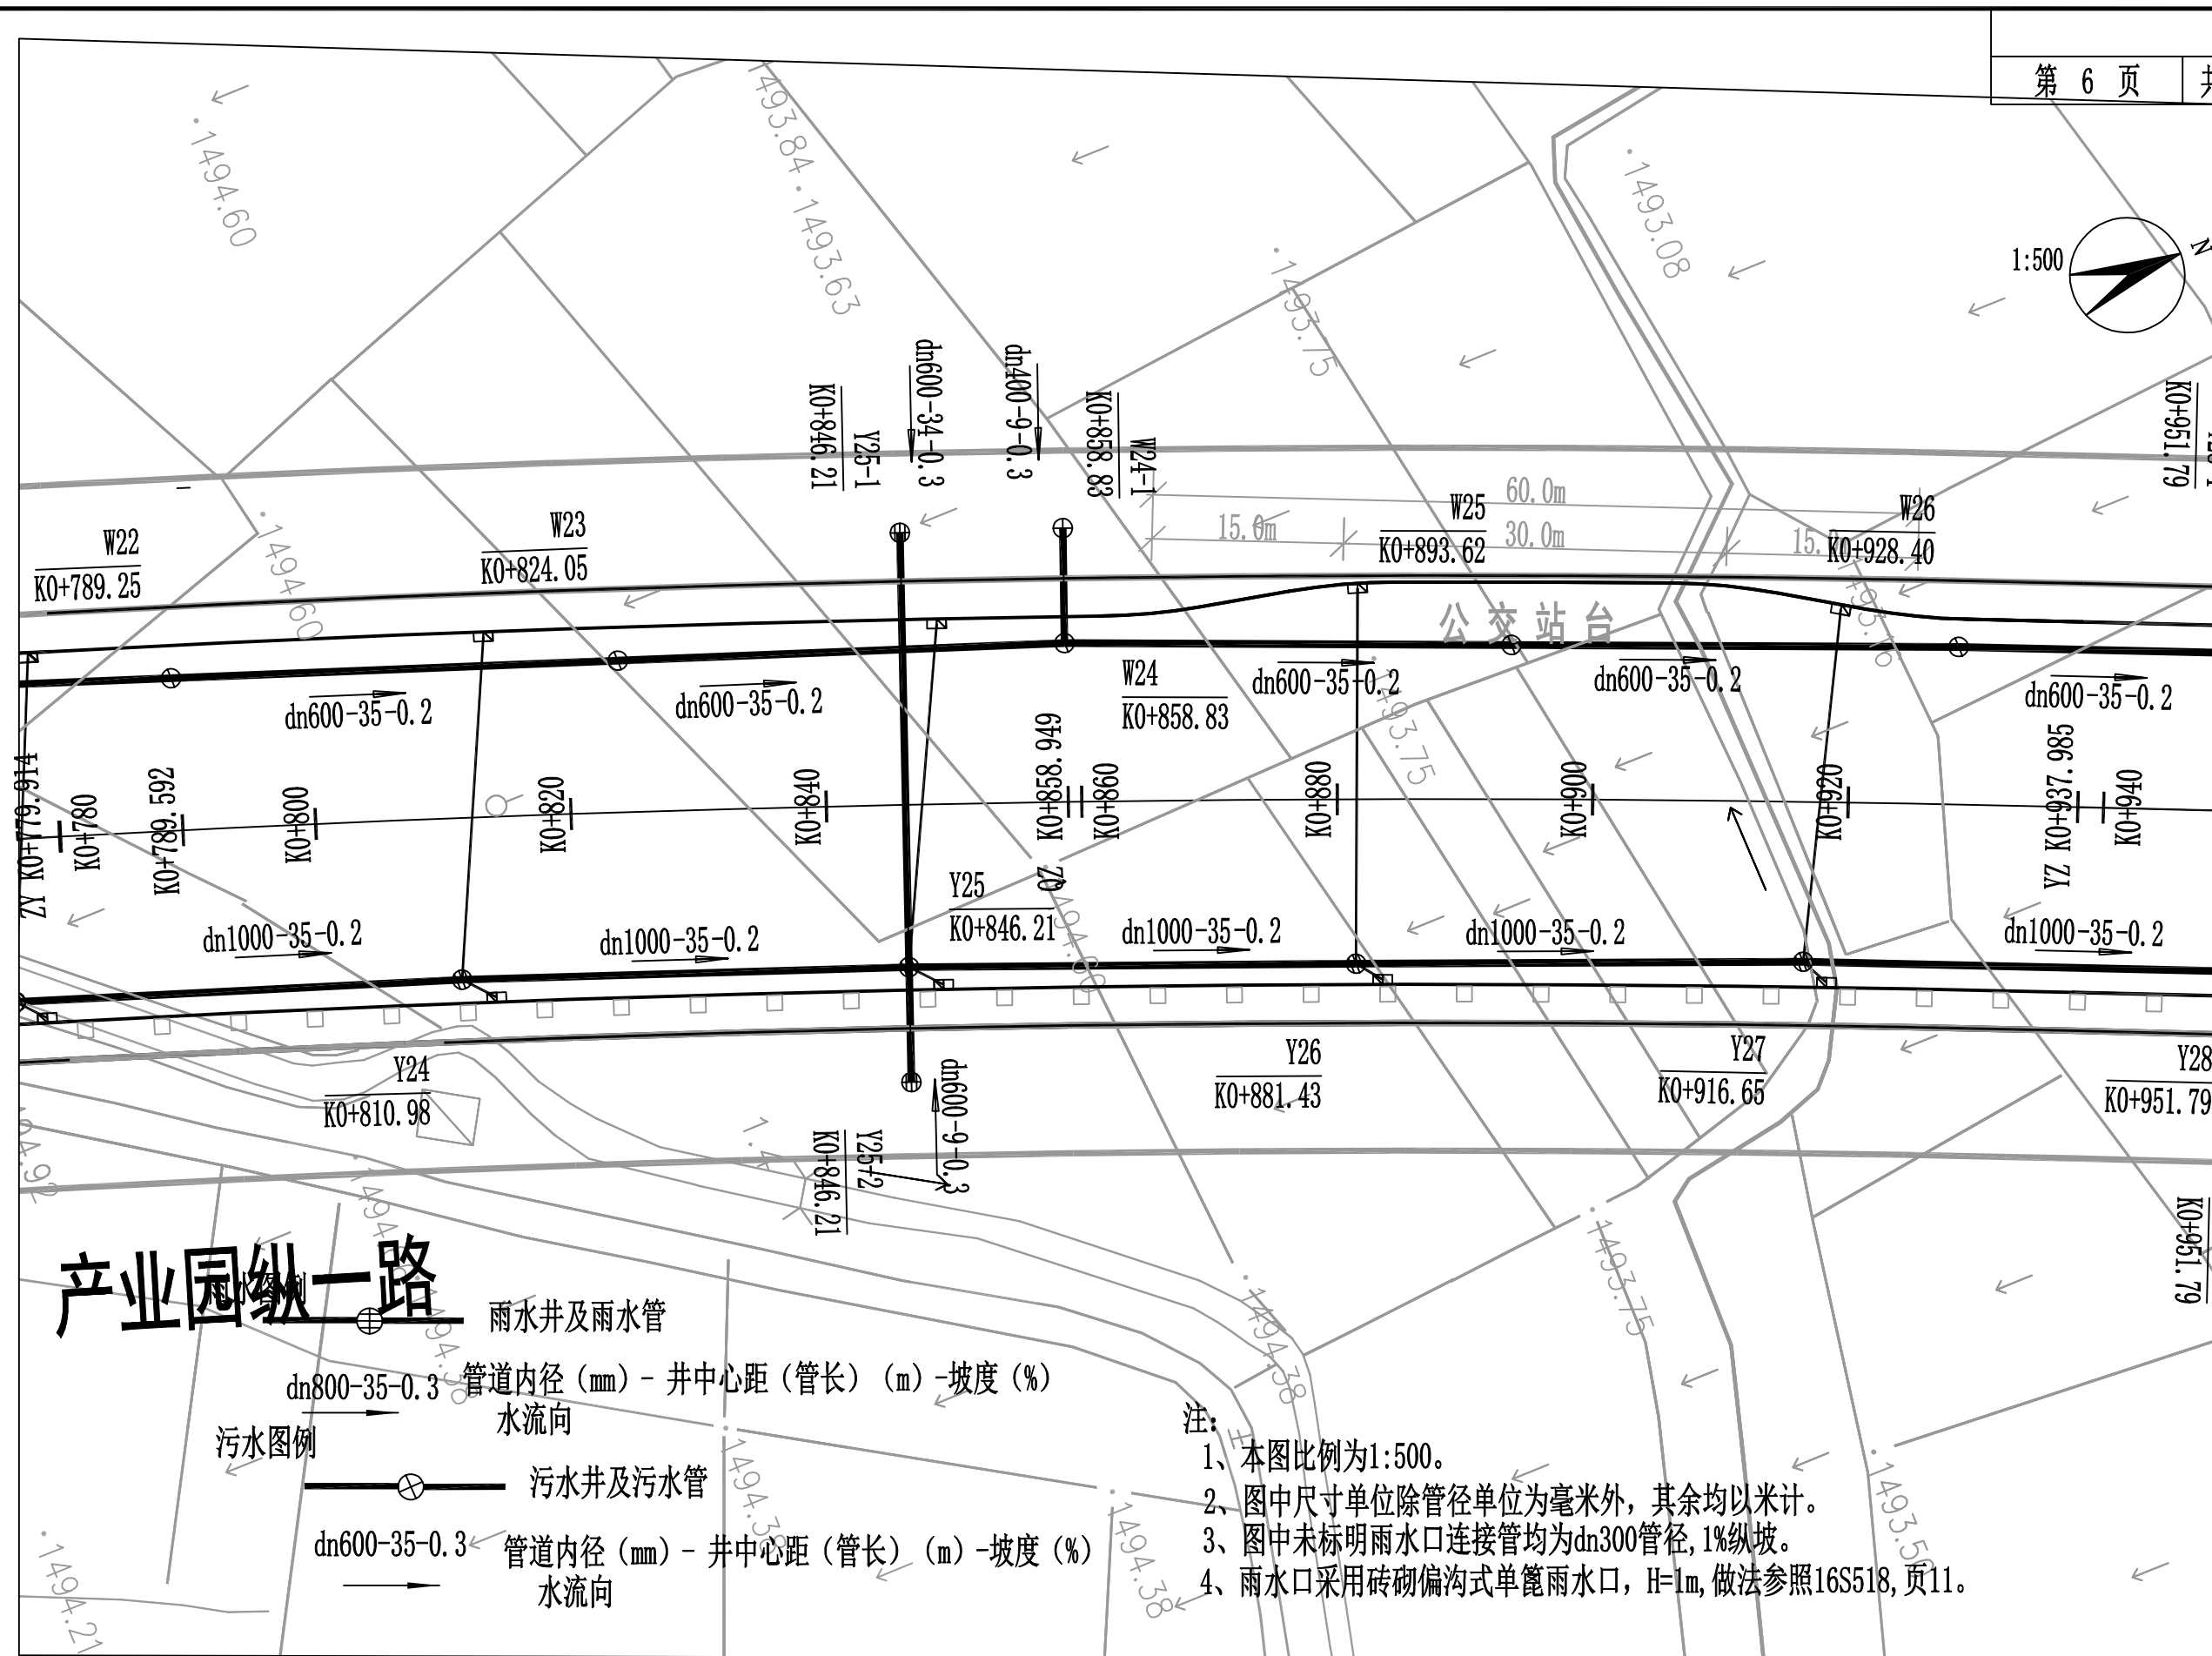 第 6 页
1:500
N
1494.60
1493.84
1493.63
1493.08
1493.75
dn600-34-0.3
dn400-9-0.3
K0+846.21
Y25-1
K0+858.83
W24-1
K0+951.79
60.0m
15.0m
30.0m
W22
K0+789.25
W23
K0+824.05
W25
K0+893.62
W26
K0+928.40
1494.60
公交站台
dn600-35-0.2
dn600-35-0.2
W24
K0+858.83
dn600-35-0.2
dn600-35-0.2
dn600-35-0.2
1493.75
ZY K0+779.914
K0+780
K0+789.592
K0+800
K0+820
K0+840
QZ K0+858.949
K0+860
K0+880
K0+900
K0+920
YZ K0+937.985
K0+940
dn1000-35-0.2
dn1000-35-0.2
Y25
K0+846.21
dn1000-35-0.2
dn1000-35-0.2
dn1000-35-0.2
Y24
K0+810.98
Y26
K0+881.43
Y27
K0+916.65
Y28
K0+951.79
dn600-9-0.3
K0+846.21
Y25-2
K0+951.79
产业园纵一路
雨水图例
雨水井及雨水管
1494.38
1494.38
1493.75
dn800-35-0.3
管道内径（mm）- 井中心距（管长）（m）-坡度（%）
水流向
污水图例
污水井及污水管
dn600-35-0.3
管道内径（mm）- 井中心距（管长）（m）-坡度（%）
水流向
1494.38
1494.38
1493.50
1494.21
注：
1、本图比例为1:500。
2、图中尺寸单位除管径单位为毫米外，其余均以米计。
3、图中未标明雨水口连接管均为dn300管径,1%纵坡。
4、雨水口采用砖砌偏沟式单篦雨水口，H=1m,做法参照16S518,页11。